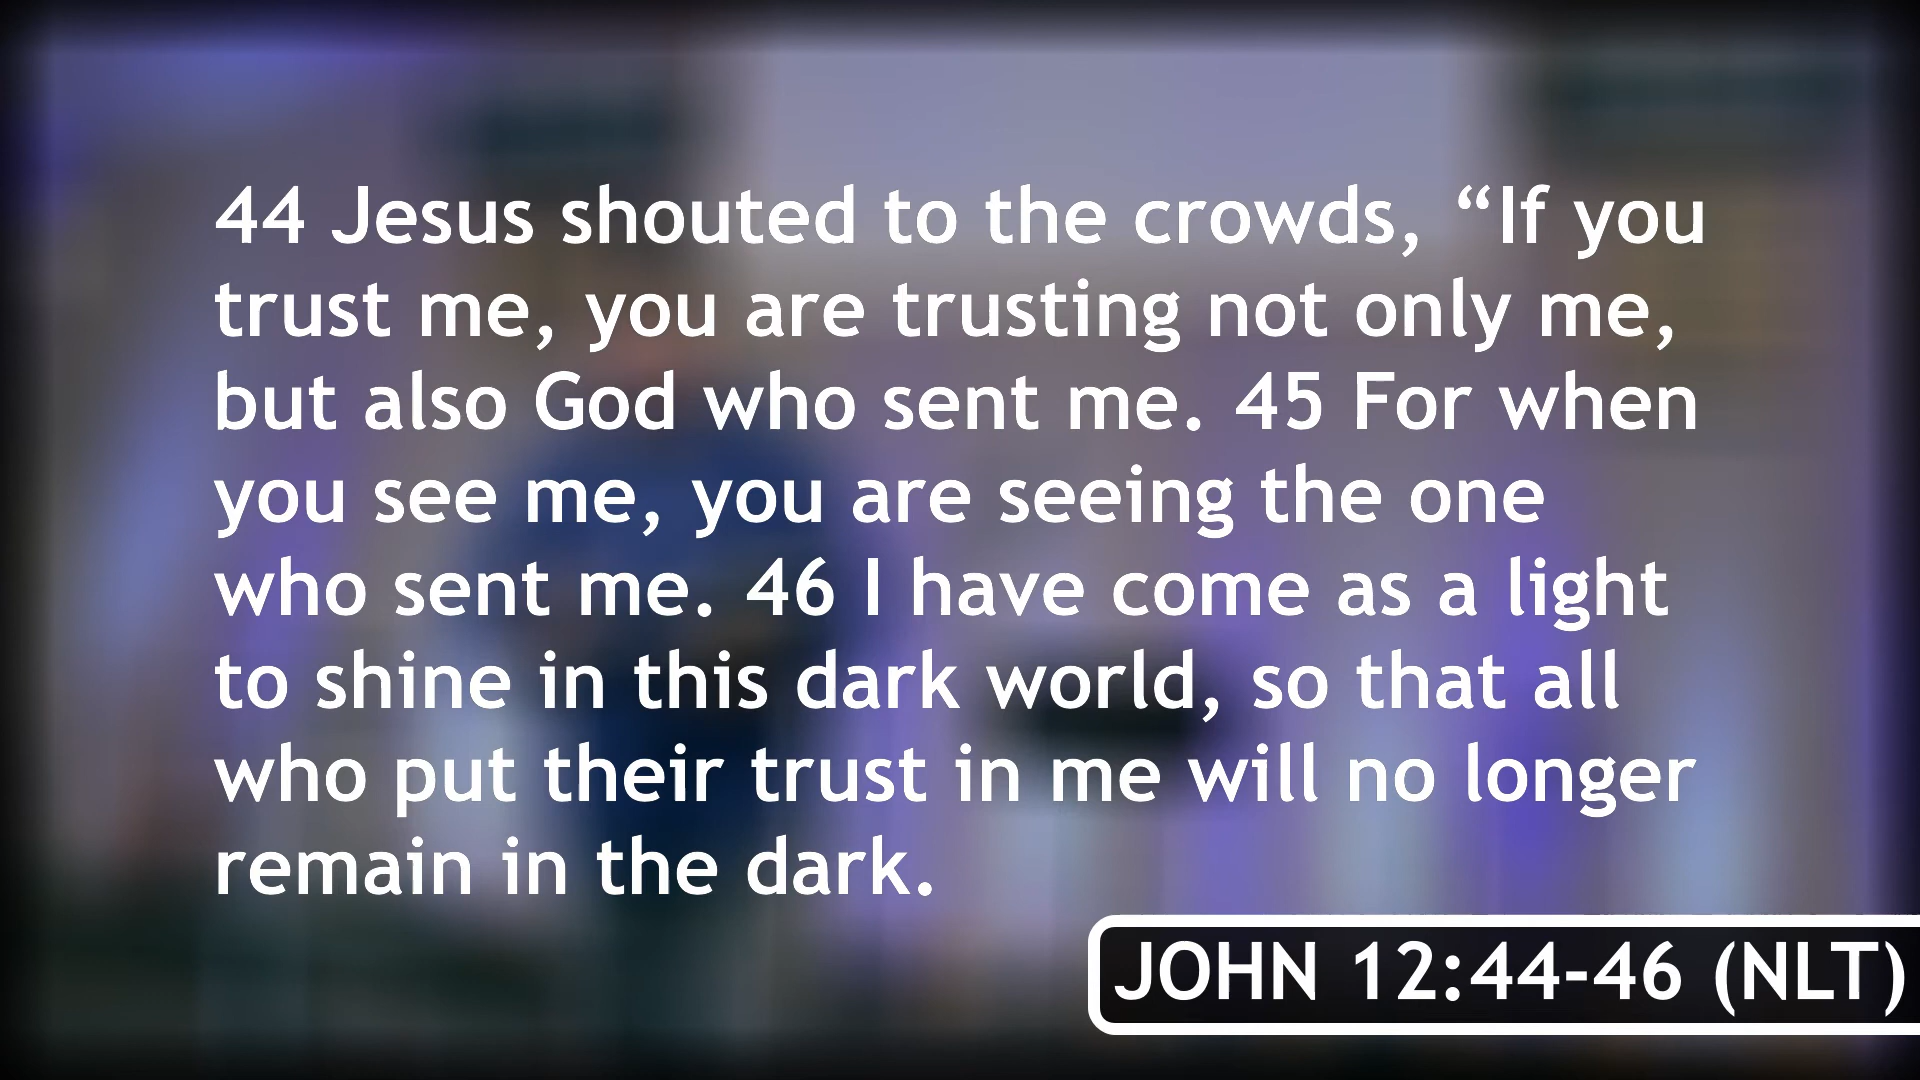 44 Jesus shouted to the crowds, “If you
trust me, you are trusting not only me,
but also God who sent me. 45 For when
you see me, you are seeing the one
who sent me. 46 I have come as a light
to shine in this dark world, so that all
who put their trust in me will no longer
remain in the dark.
JOHN 12:44-46 (NLT)